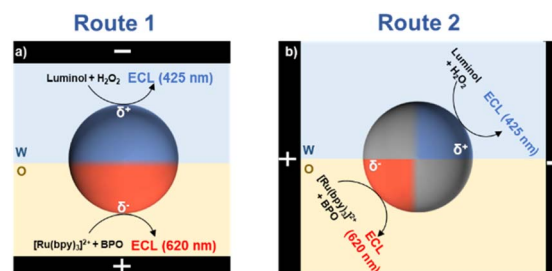 Route 1
Route 2
a)
−
Luminol + H₂O₂
ECL (425 nm)
δ⁺
W
O
δ⁻
[Ru(bpy)₃]²⁺ + BPO
ECL (620 nm)
+
b)
Luminol
+ H₂O₂
ECL (425 nm)
δ⁺
+
W
O
δ⁻
[Ru(bpy)₃]²⁺
+ BPO
ECL
(620 nm)